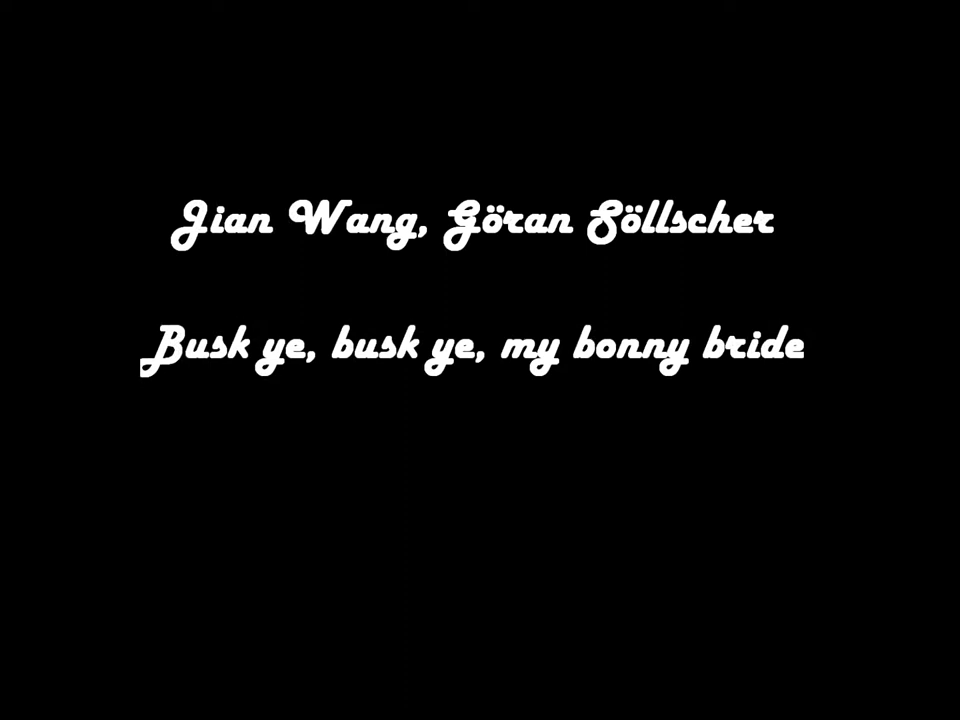 Jian Wang, Göran Söllscher
Busk ye, busk ye, my bonny bride